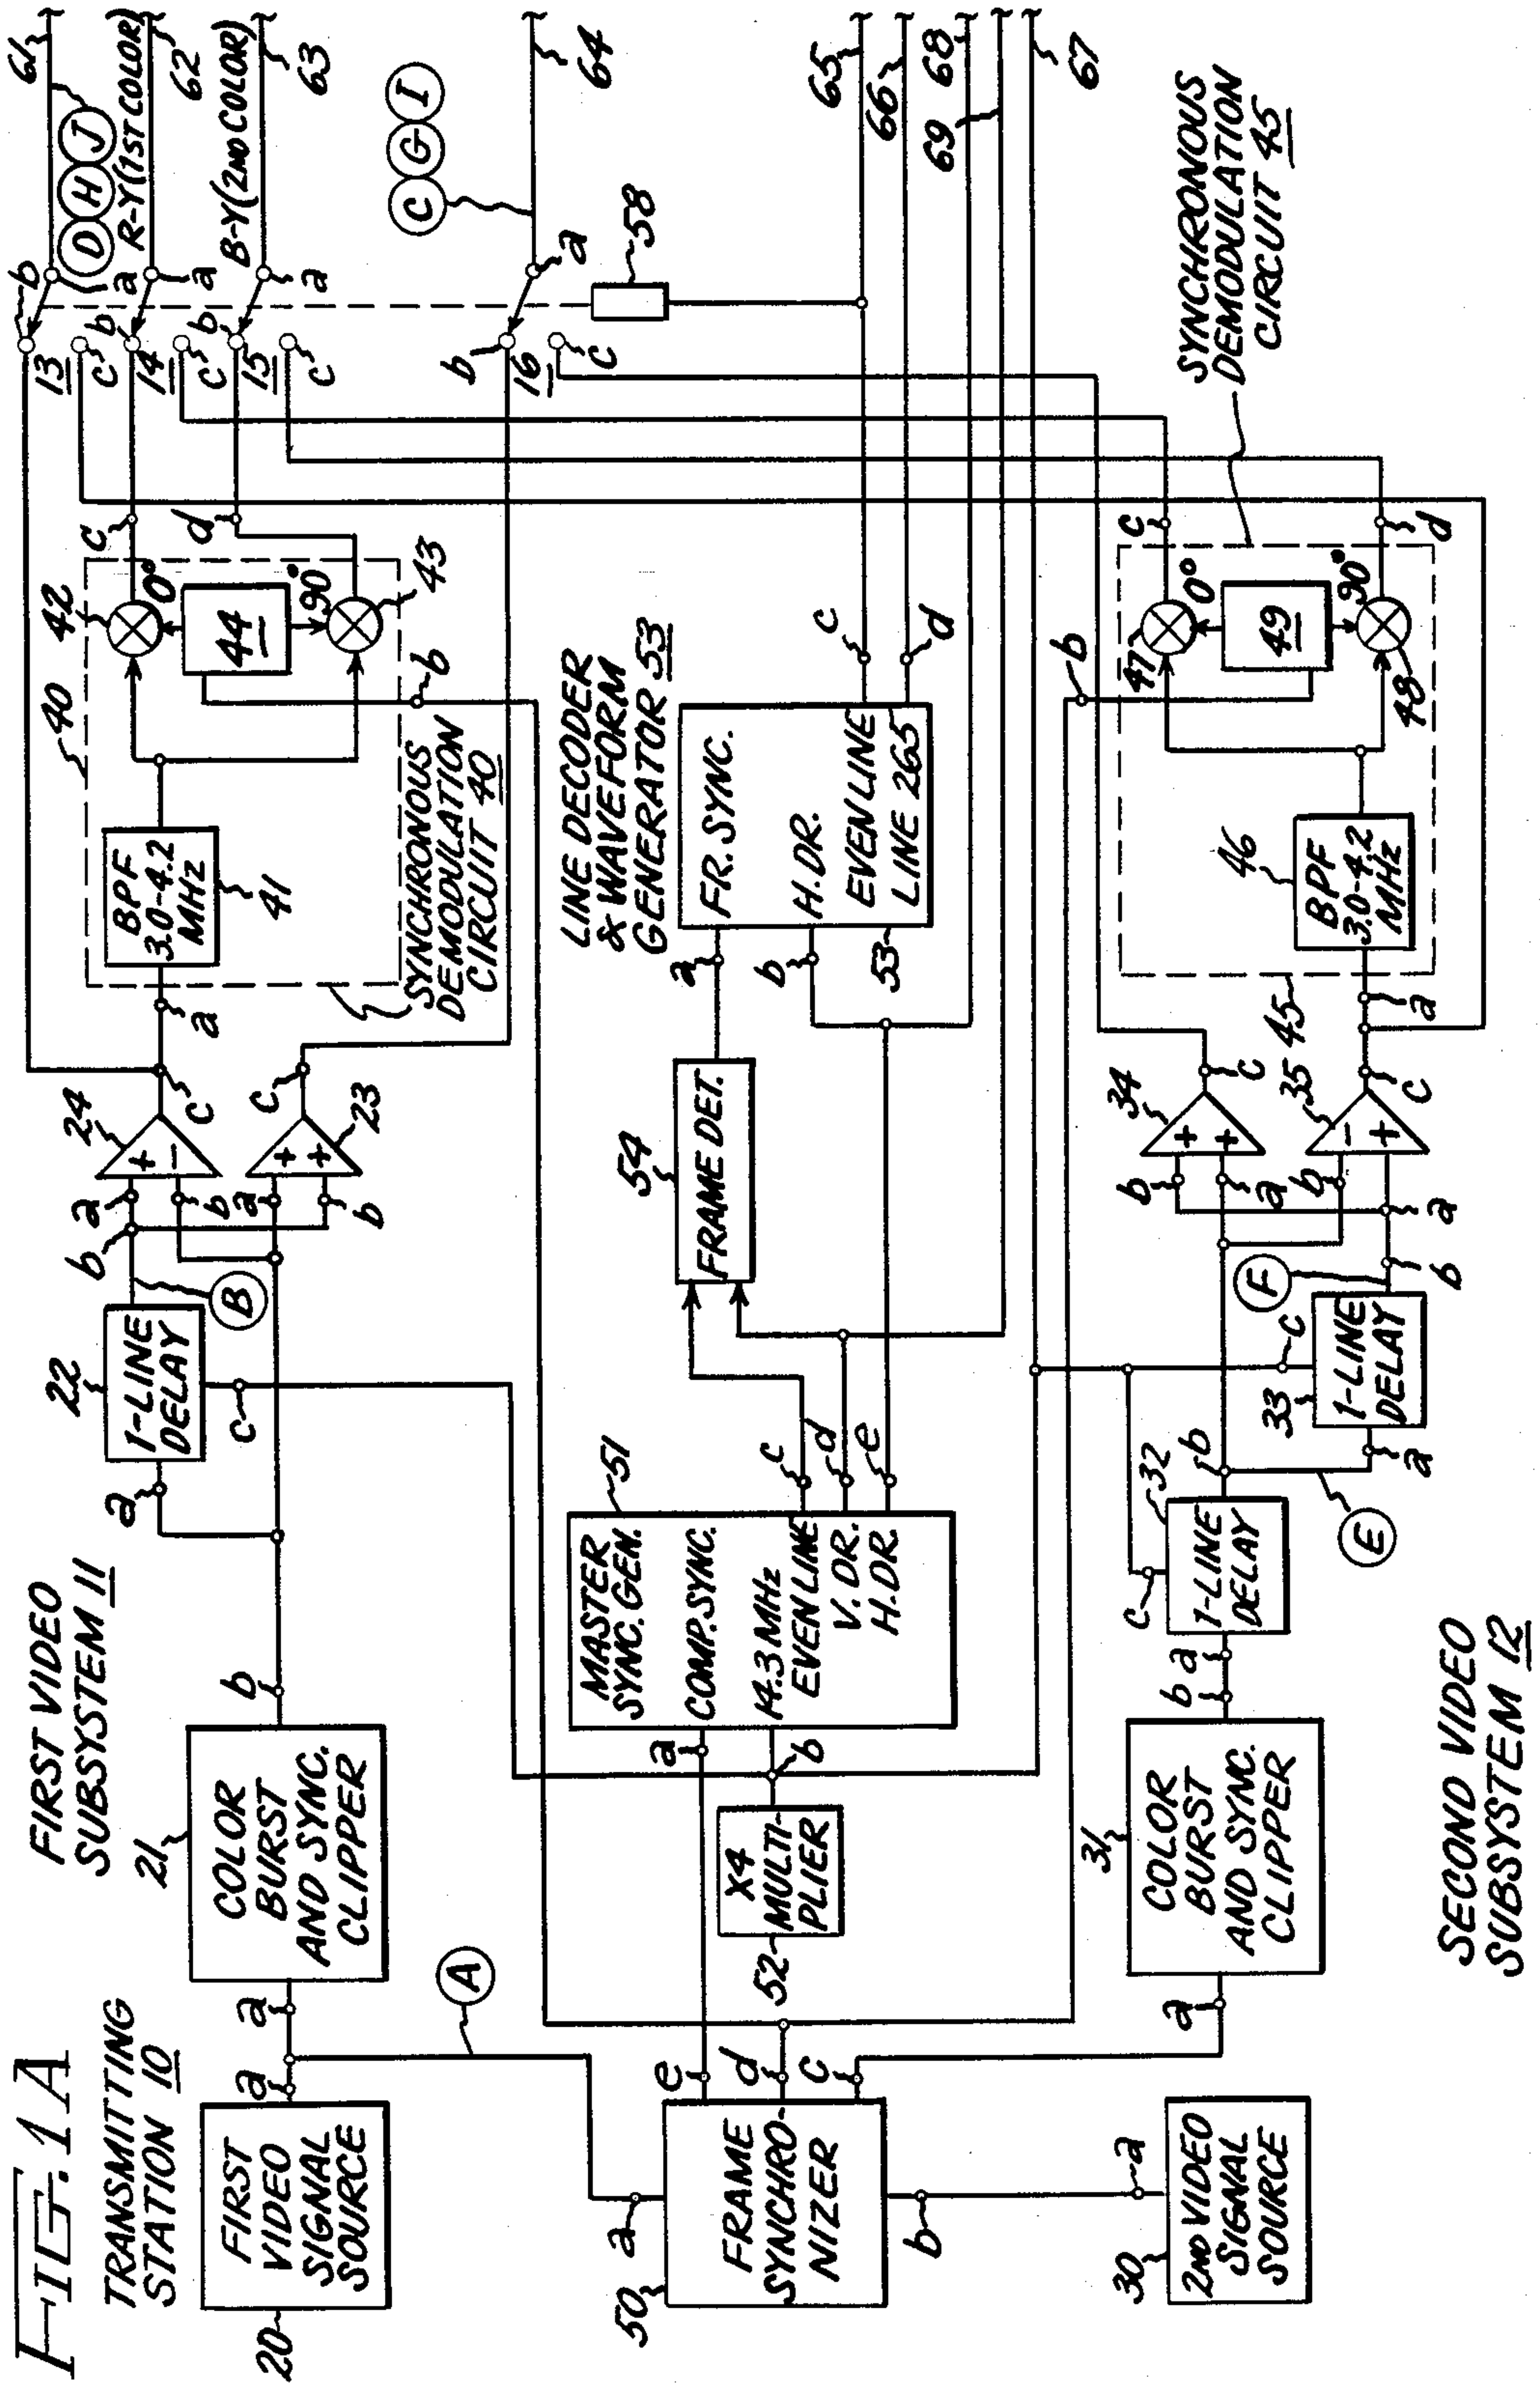 FIG. 1A
TRANSMITTING
STATION 10
FIRST VIDEO
SUBSYSTEM 11
20
FIRST
VIDEO
SIGNAL
SOURCE
a
a
A
21
COLOR
BURST
AND SYNC.
CLIPPER
b
a
22
1-LINE
DELAY
c
B
b
a
b
a
b
24
+
−
c
23
+
+
c
a
40
BPF
3.0-4.2
MHz
41
42
0°
44
90°
43
c
d
b
SYNCHRONOUS
DEMODULATION
CIRCUIT 40
b
13
c
a
b
14
c
a
b
15
c
a
b
16
c
a
61
D H J
R-Y (1ST COLOR)
62
B-Y (2ND COLOR)
63
C G I
64
58
65
66
68
69
67
50
FRAME
SYNCHRO-
NIZER
a
b
e
d
c
52
X4
MULTI-
PLIER
51
MASTER
SYNC. GEN.
COMP. SYNC.
14.3 MHz
EVEN LINE
V. DR.
H. DR.
a
b
c
d
e
54
FRAME DET.
LINE DECODER
& WAVEFORM
GENERATOR 53
FR. SYNC.
H. DR.
EVEN LINE
LINE 265
a
b
53
c
d
30
2ND VIDEO
SIGNAL
SOURCE
a
31
COLOR
BURST
AND SYNC.
CLIPPER
a
b
a
32
1-LINE
DELAY
c
b
E
33
1-LINE
DELAY
a
c
b
F
b
a
b
a
34
+
+
c
35
−
+
c
a
45
46
BPF
3.0-4.2
MHz
47
0°
49
90°
48
b
c
d
SYNCHRONOUS
DEMODULATION
CIRCUIT 45
SECOND VIDEO
SUBSYSTEM 12